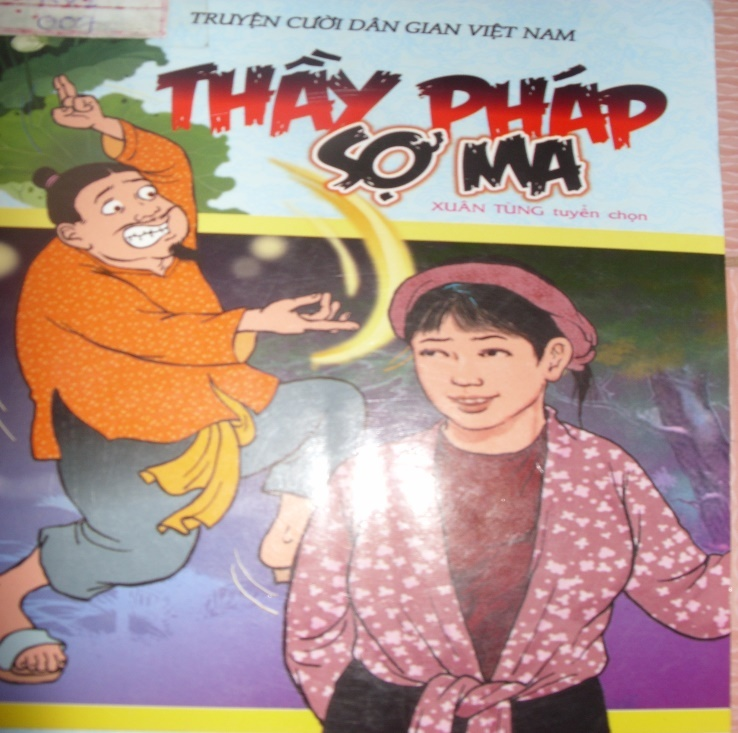 TRUYỆN CƯỜI DÂN GIAN VIỆT NAM
THẦY PHÁP
SỢ MA
XUÂN TÙNG tuyển chọn